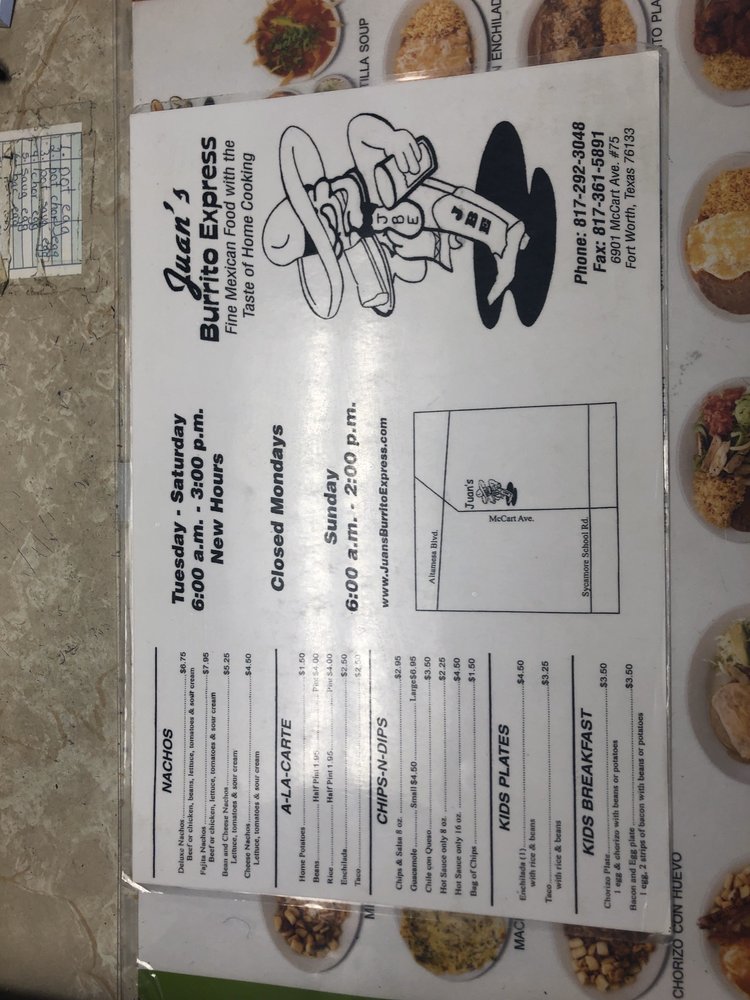 Juan's
Burrito Express
Fine Mexican Food with the
Taste of Home Cooking
J
B
E
JBE
Phone: 817-292-3048
Fax: 817-361-5891
6901 McCart Ave. #75
Fort Worth, Texas 76133
Tuesday - Saturday
6:00 a.m. - 3:00 p.m.
New Hours
Closed Mondays
Sunday
6:00 a.m. - 2:00 p.m.
www.JuansBurritoExpress.com
Altamesa Blvd.
Juan's
McCart Ave.
Sycamore School Rd.
NACHOS
Deluxe Nachos $6.75
Beef or chicken, beans, lettuce, tomatoes & sour cream
Fajita Nachos $7.95
Beef or chicken, lettuce, tomatoes & sour cream
Bean and Cheese Nachos $5.25
Lettuce, tomatoes & sour cream
Cheese Nachos $4.50
Lettuce, tomatoes & sour cream
A-LA-CARTE
Home Potatoes $1.50
Beans Half Pint 1.95 Pint $4.00
Rice Half Pint 1.95 Pint $4.00
Enchilada $2.50
Taco $2.50
CHIPS-N-DIPS
Chips & Salsa 8 oz. $2.95
Guacamole Small $4.50 Large $6.95
Chile con Queso $3.50
Hot Sauce only 8 oz. $2.25
Hot Sauce only 16 oz. $4.50
Bag of Chips $1.50
KIDS PLATES
Enchilada (1) $4.50
with rice & beans
Taco $3.25
with rice & beans
KIDS BREAKFAST
Chorizo Plate $3.50
1 egg & chorizo with beans or potatoes
Bacon and Egg plate $3.50
1 egg, 2 strips of bacon with beans or potatoes
TILLA SOUP
N ENCHILAD
TO PLA
MAC
CHORIZO CON HUEVO